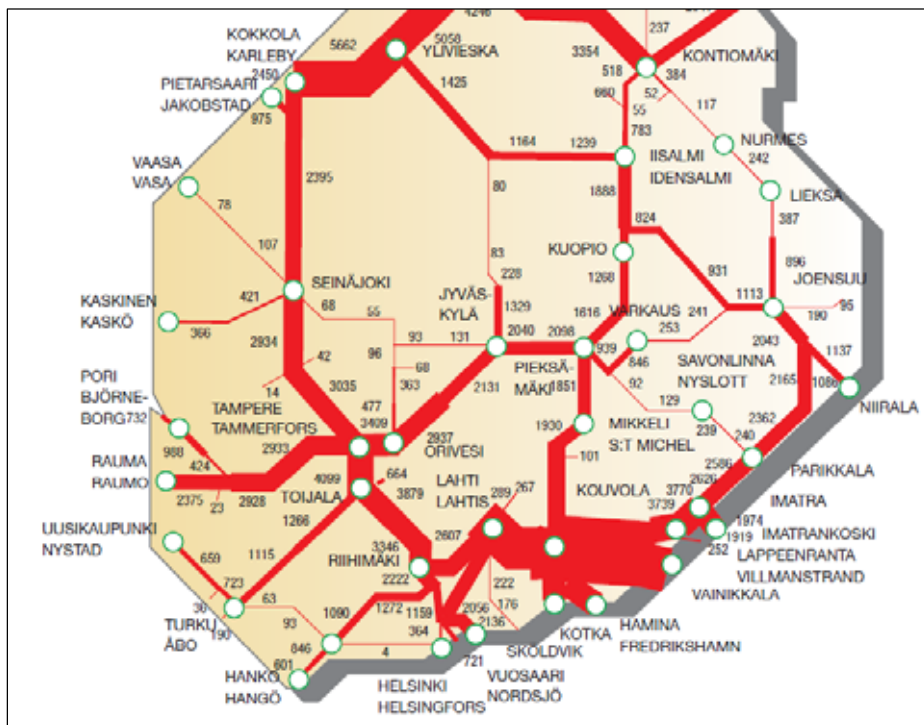 4246
237
KOKKOLA
KARLEBY
5662
5058
YLIVIESKA
3354
KONTIOMÄKI
2450
PIETARSAARI
JAKOBSTAD
975
1425
518
384
660
52
55
117
783
NURMES
242
VAASA
VASA
1164
1239
IISALMI
IDENSALMI
LIEKSA
2395
80
1888
387
78
824
107
KUOPIO
896
83
931
JOENSUU
SEINÄJOKI
228
1268
1113
KASKINEN
KASKÖ
421
68
55
JYVÄS-
KYLÄ
1329
1616
VARKAUS
241
190
95
366
93
131
2040
2098
253
2934
42
96
939
846
SAVONLINNA
NYSLOTT
2043
1137
68
PIEKSÄ-
MÄKI
92
2165
1086
PORI
BJÖRNE-
BORG
732
14
3035
363
2131
1851
129
NIIRALA
TAMPERE
TAMMERFORS
477
3409
1930
MIKKELI
S:T MICHEL
239
240
2362
988
2933
2937
ORIVESI
101
PARIKKALA
RAUMA
RAUMO
424
4099
664
LAHTI
LAHTIS
267
289
KOUVOLA
2586
2620
2375
23
2928
TOIJALA
3879
3770
3739
IMATRA
1266
1974
1919
IMATRANKOSKI
UUSIKAUPUNKI
NYSTAD
2607
252
LAPPEENRANTA
VILLMANSTRAND
659
1115
3346
RIIHIMÄKI
2222
VAINIKKALA
723
222
63
1272
1159
176
1090
2056
TURKU
ÅBO
190
93
364
2136
KOTKA
HAMINA
FREDRIKSHAMN
846
SKÖLDVIK
601
4
721
HANKO
HANGÖ
HELSINKI
HELSINGFORS
VUOSAARI
NORDSJÖ